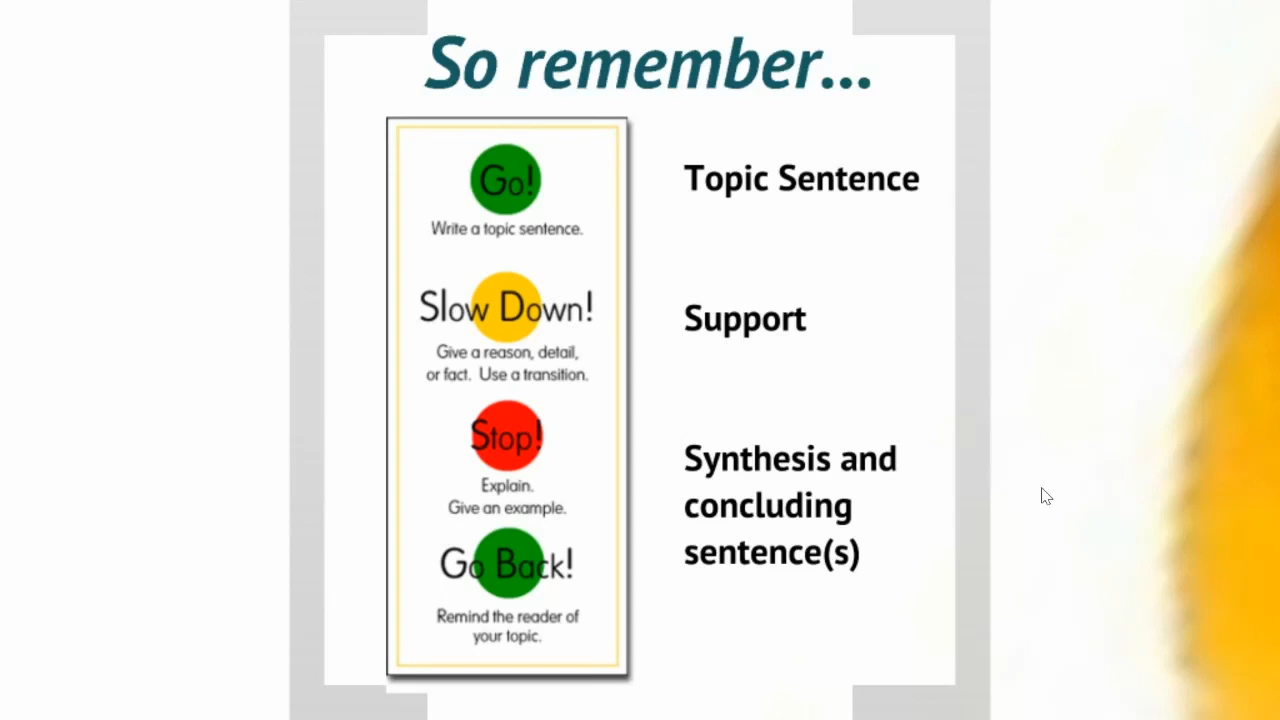 So remember...
Go!
Write a topic sentence.
Topic Sentence
Slow Down!
Give a reason, detail,
or fact. Use a transition.
Support
Stop!
Explain.
Give an example.
Synthesis and
concluding
sentence(s)
Go Back!
Remind the reader of
your topic.